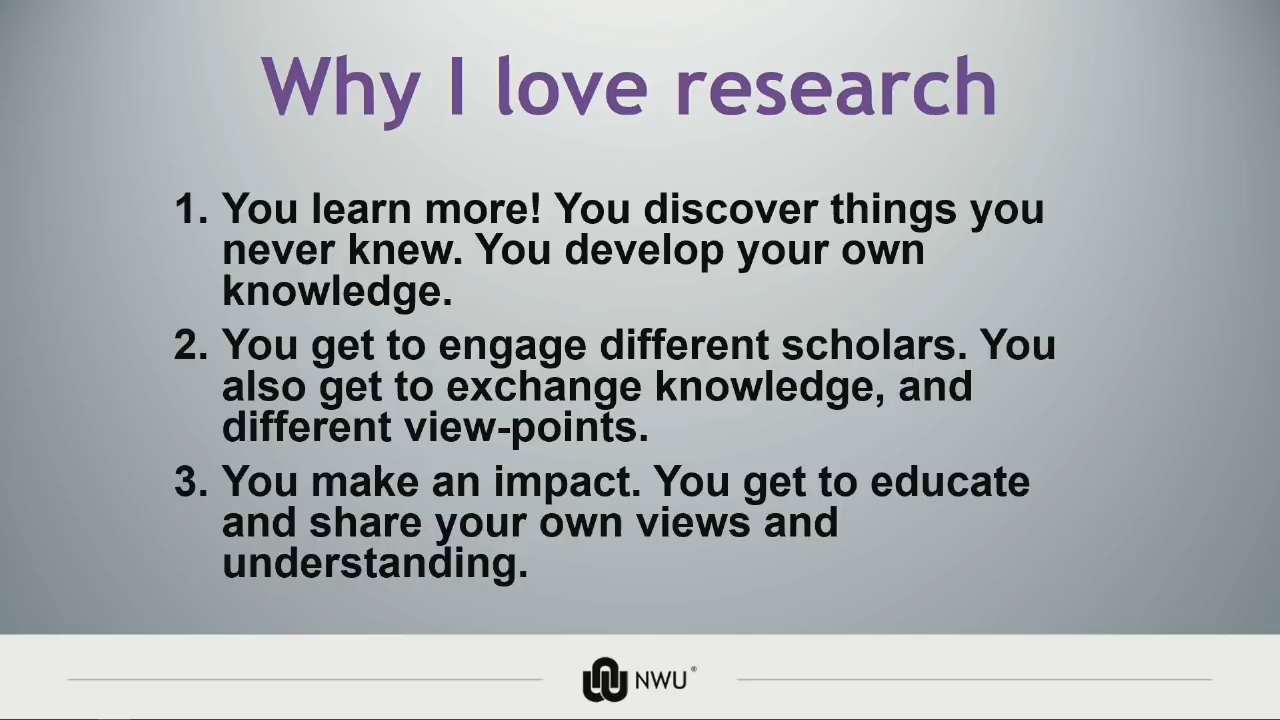 Why I love research
1. You learn more! You discover things you
never knew. You develop your own
knowledge.
2. You get to engage different scholars. You
also get to exchange knowledge, and
different view-points.
3. You make an impact. You get to educate
and share your own views and
understanding.
NWU®